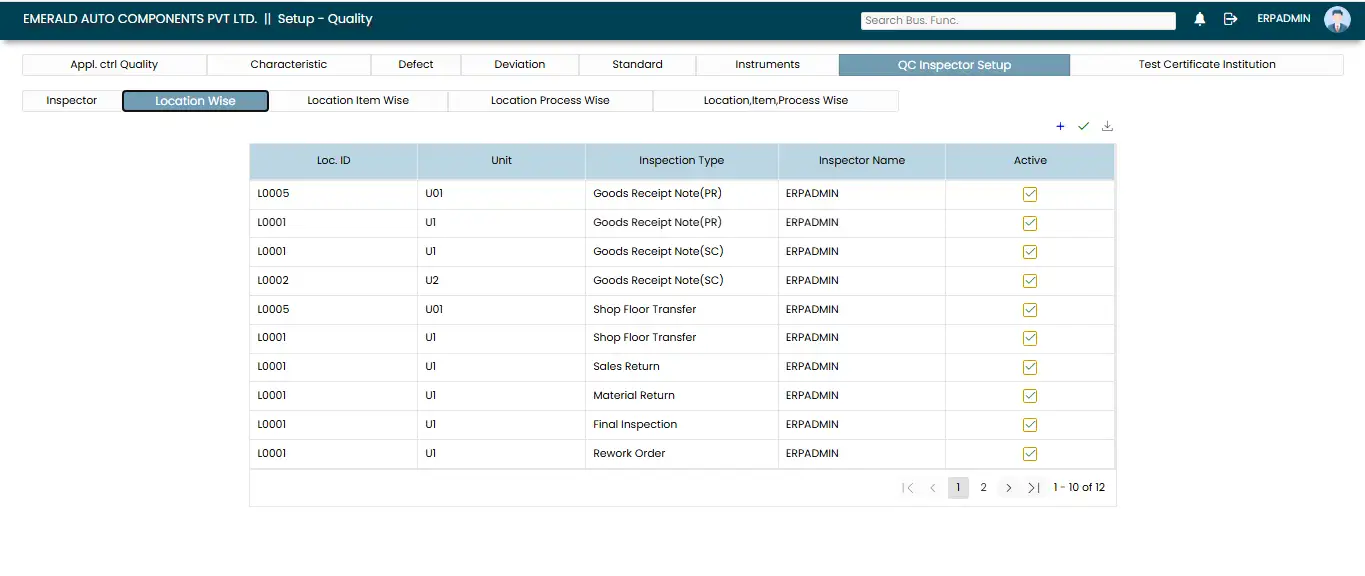 EMERALD AUTO COMPONENTS PVT LTD. || Setup - Quality Search Bus. Func. ERPADMIN
Appl. ctrl Quality Characteristic Defect Deviation Standard Instruments QC Inspector Setup Test Certificate Institution
Inspector Location Wise Location Item Wise Location Process Wise Location,Item,Process Wise
Loc. ID Unit Inspection Type Inspector Name Active
L0005 U01 Goods Receipt Note(PR) ERPADMIN
L0001 U1 Goods Receipt Note(PR) ERPADMIN
L0001 U1 Goods Receipt Note(SC) ERPADMIN
L0002 U2 Goods Receipt Note(SC) ERPADMIN
L0005 U01 Shop Floor Transfer ERPADMIN
L0001 U1 Shop Floor Transfer ERPADMIN
L0001 U1 Sales Return ERPADMIN
L0001 U1 Material Return ERPADMIN
L0001 U1 Final Inspection ERPADMIN
L0001 U1 Rework Order ERPADMIN
1 2 1 - 10 of 12